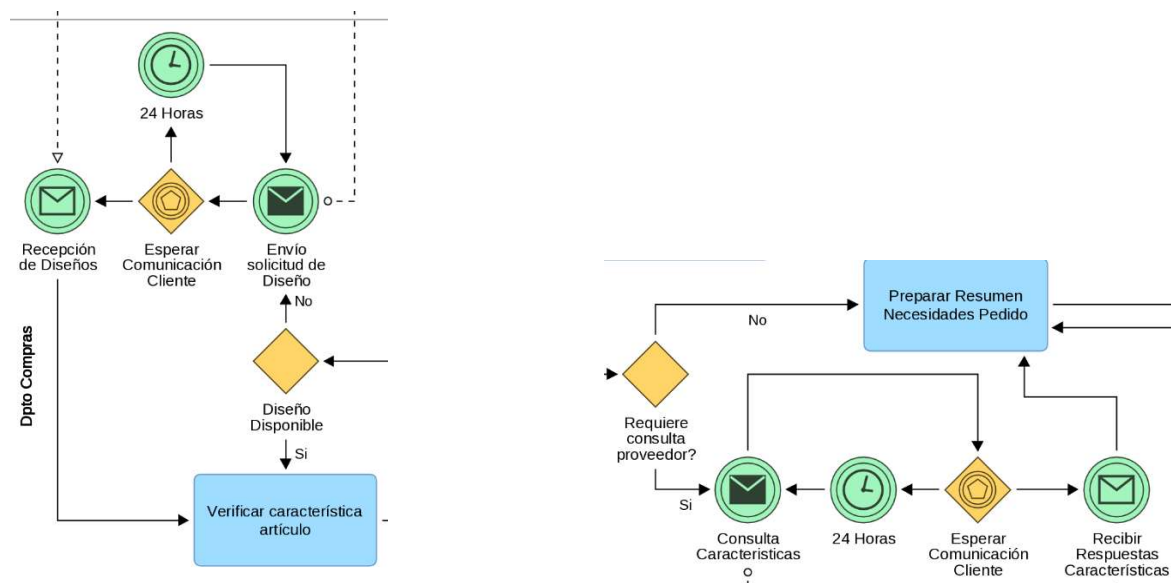 24 Horas
Recepción
de Diseños
Esperar
Comunicación
Cliente
Envío
solicitud de
Diseño
No
Dpto Compras
Diseño
Disponible
Si
Verificar característica
artículo
Preparar Resumen
Necesidades Pedido
No
Requiere
consulta
proveedor?
Si
Consulta
Caracteristicas
24 Horas
Esperar
Comunicación
Cliente
Recibir
Respuestas
Características